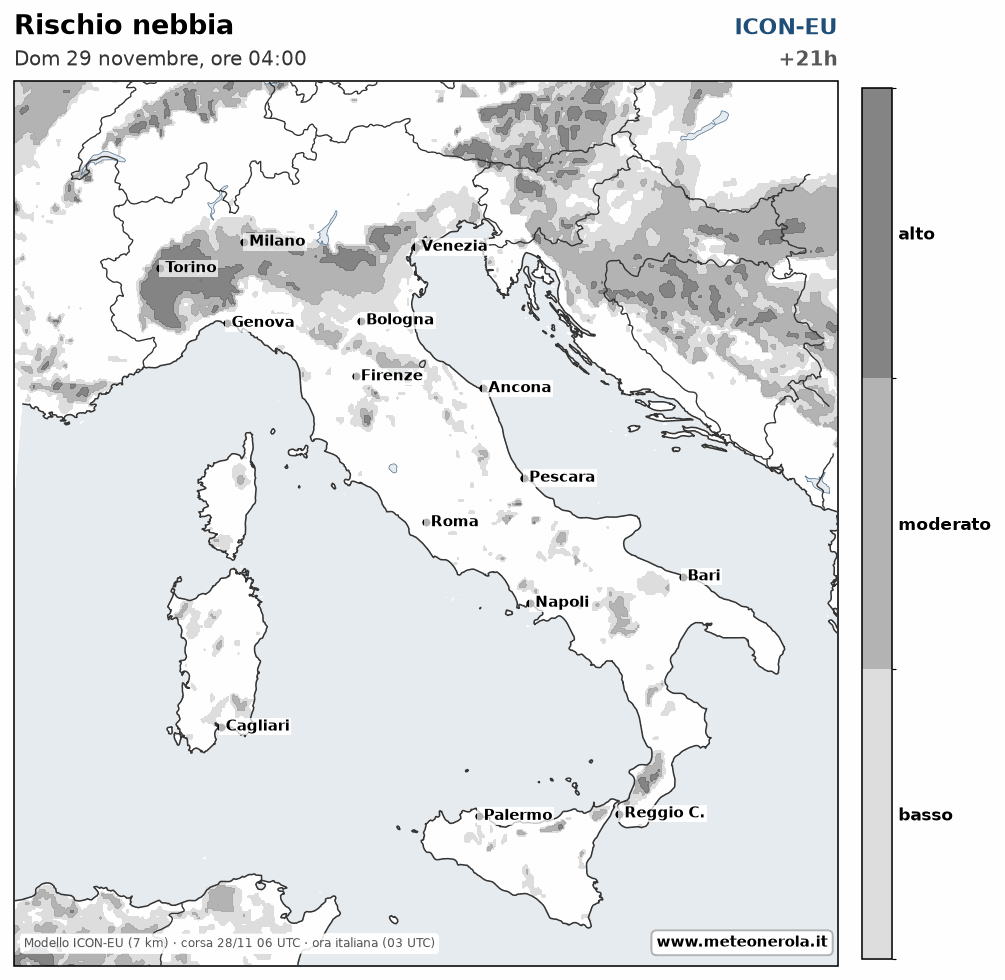 Rischio nebbia
ICON-EU
Dom 29 novembre, ore 04:00
+21h
Milano
Venezia
Torino
Genova
Bologna
Firenze
Ancona
Pescara
Roma
Bari
Napoli
Cagliari
Palermo
Reggio C.
alto
moderato
basso
Modello ICON-EU (7 km) · corsa 28/11 06 UTC · ora italiana (03 UTC)
www.meteonerola.it